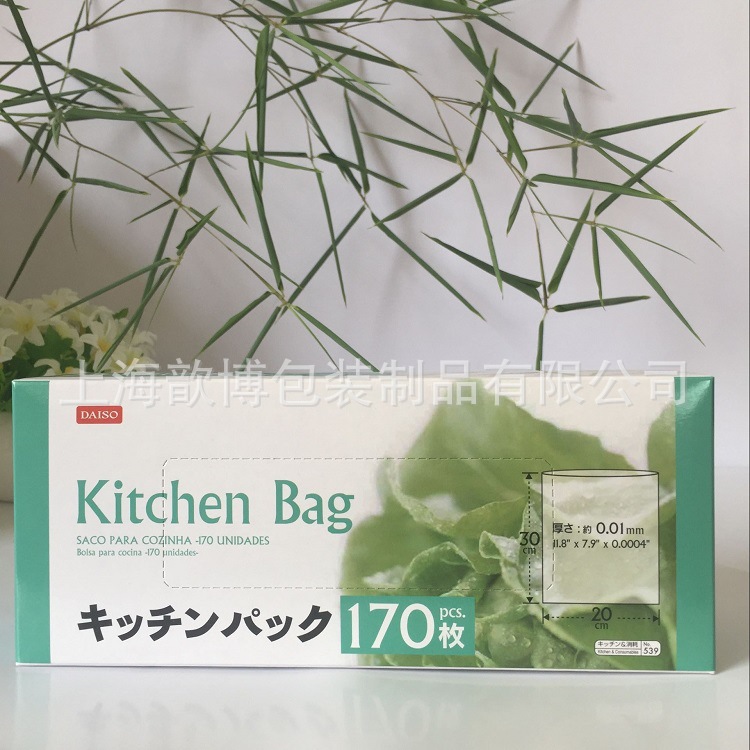 上海歆博包装制品有限公司
DAISO
Kitchen Bag
SACO PARA COZINHA -170 UNIDADES
Bolsa para cocina -170 unidades-
キッチンパック 170 pcs. 枚
30 cm
厚さ:約 0.01mm
11.8" x 7.9" x 0.0004"
20
cm
キッチン&消耗
Kitchen & Consumables
No. 539